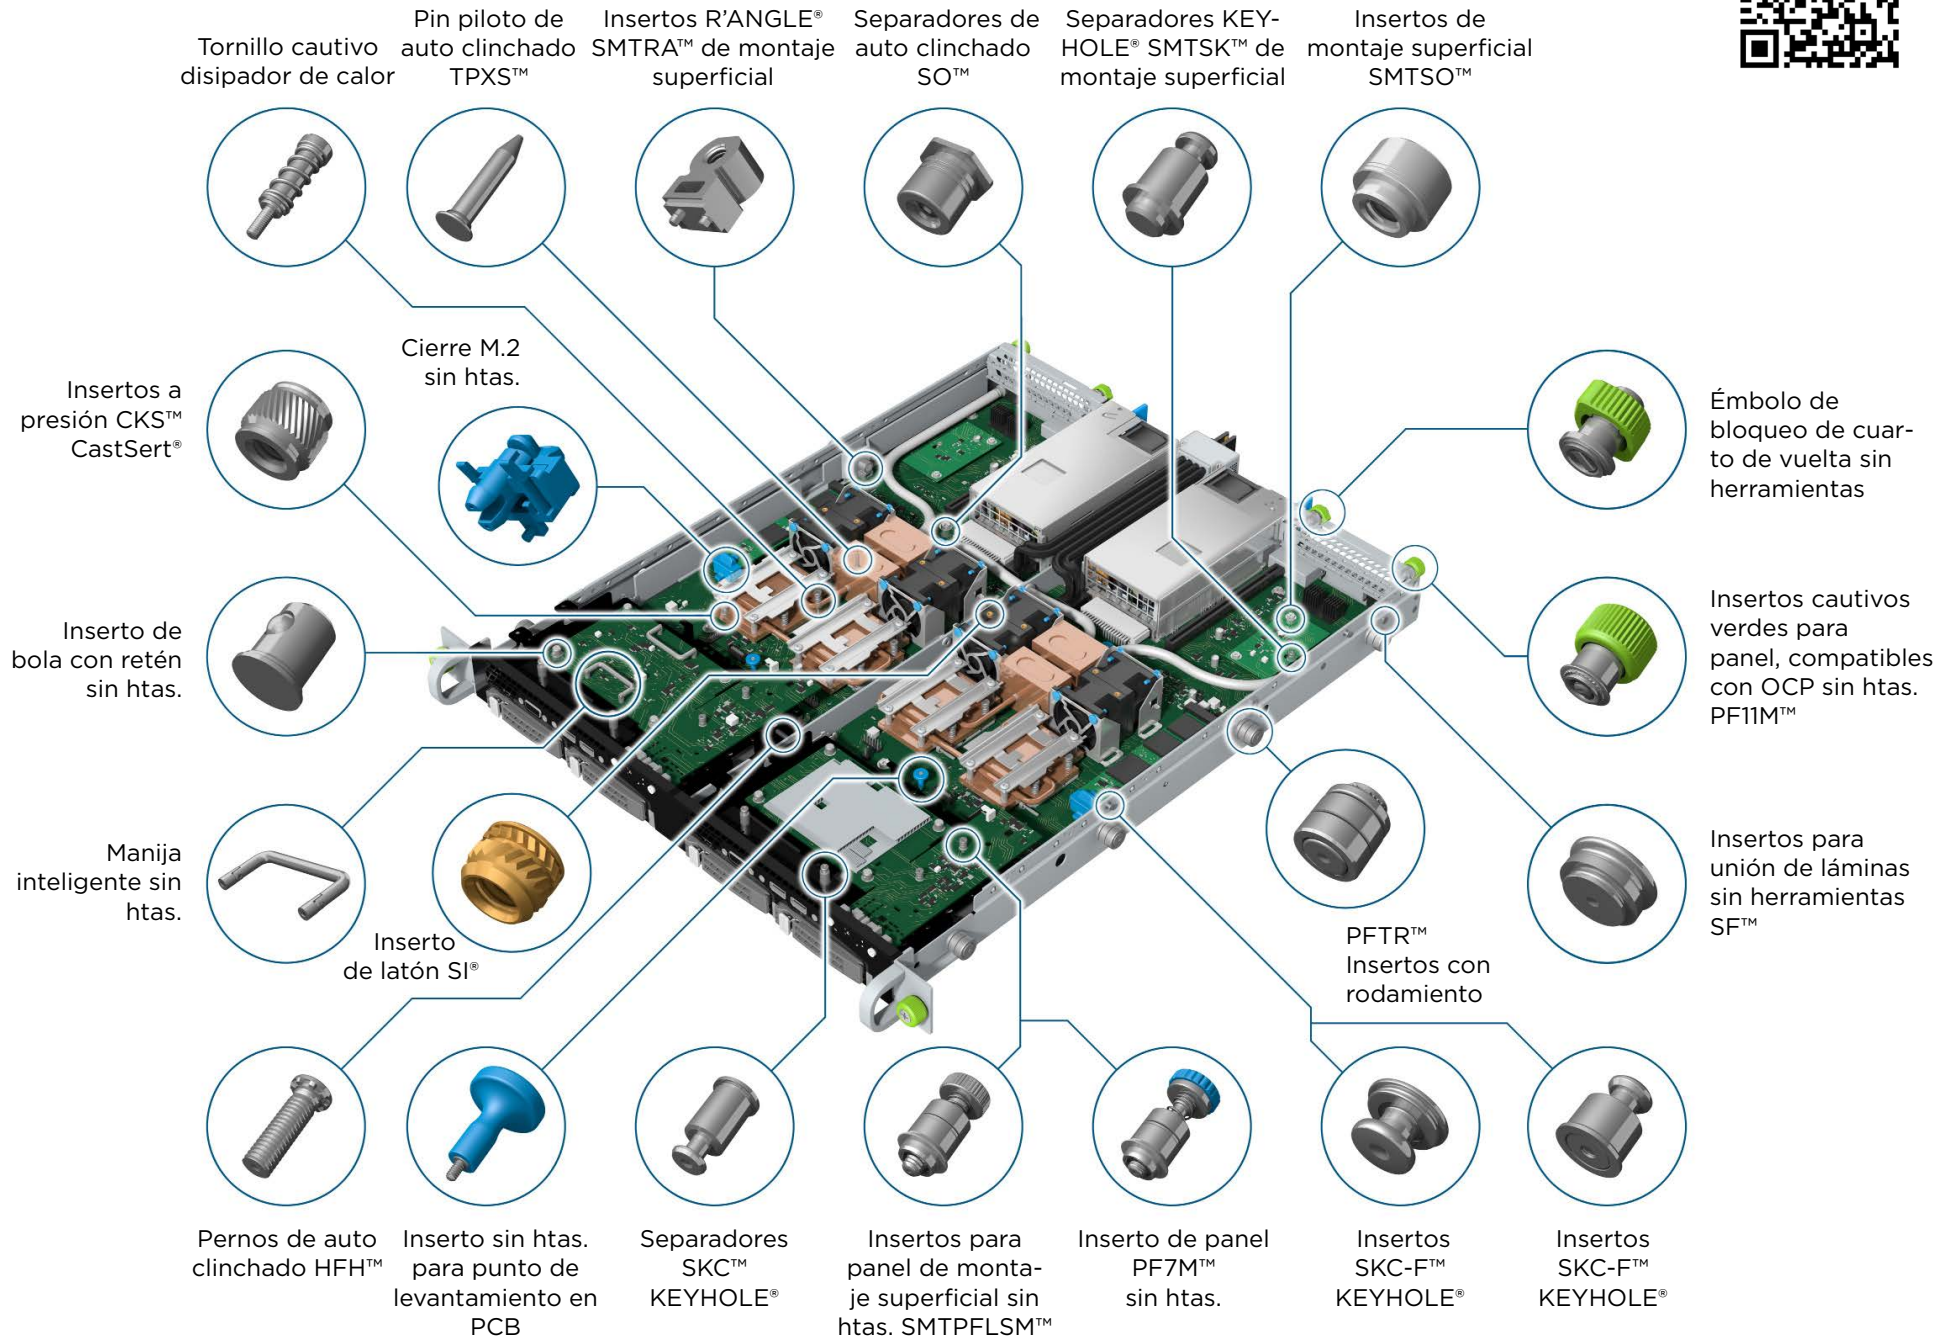 Tornillo cautivo
disipador de calor
Pin piloto de
auto clinchado
TPXS™
Insertos R’ANGLE®
SMTRA™ de montaje
superficial
Separadores de
auto clinchado
SO™
Separadores KEY-
HOLE® SMTSK™ de
montaje superficial
Insertos de
montaje superficial
SMTSO™
Cierre M.2
sin htas.
Insertos a
presión CKS™
CastSert®
Émbolo de
bloqueo de cuar-
to de vuelta sin
herramientas
Inserto de
bola con retén
sin htas.
Insertos cautivos
verdes para
panel, compatibles
con OCP sin htas.
PF11M™
Manija
inteligente sin
htas.
Inserto
de latón SI®
Insertos para
unión de láminas
sin herramientas
SF™
PFTR™
Insertos con
rodamiento
Pernos de auto
clinchado HFH™
Inserto sin htas.
para punto de
levantamiento en
PCB
Separadores
SKC™
KEYHOLE®
Insertos para
panel de monta-
je superficial sin
htas. SMTPFLSM™
Inserto de panel
PF7M™
sin htas.
Insertos
SKC-F™
KEYHOLE®
Insertos
SKC-F™
KEYHOLE®